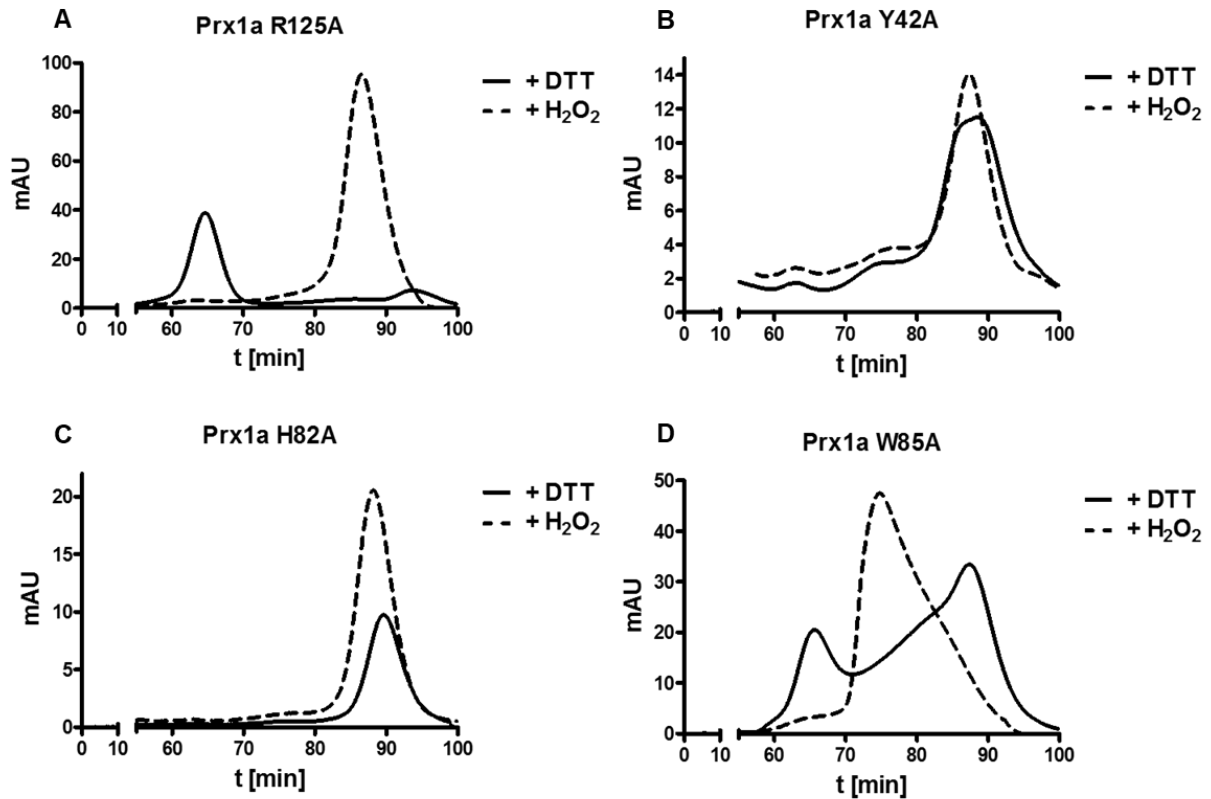 A
Prx1a R125A
100
80
60
40
20
0
mAU
0 10 60 70 80 90 100
t [min]
+ DTT
+ H₂O₂
B
Prx1a Y42A
14
12
10
8
6
4
2
0
mAU
0 10 60 70 80 90 100
t [min]
+ DTT
+ H₂O₂
C
Prx1a H82A
20
15
10
5
0
mAU
0 10 60 70 80 90 100
t [min]
+ DTT
+ H₂O₂
D
Prx1a W85A
50
40
30
20
10
0
mAU
0 10 60 70 80 90 100
t [min]
+ DTT
+ H₂O₂